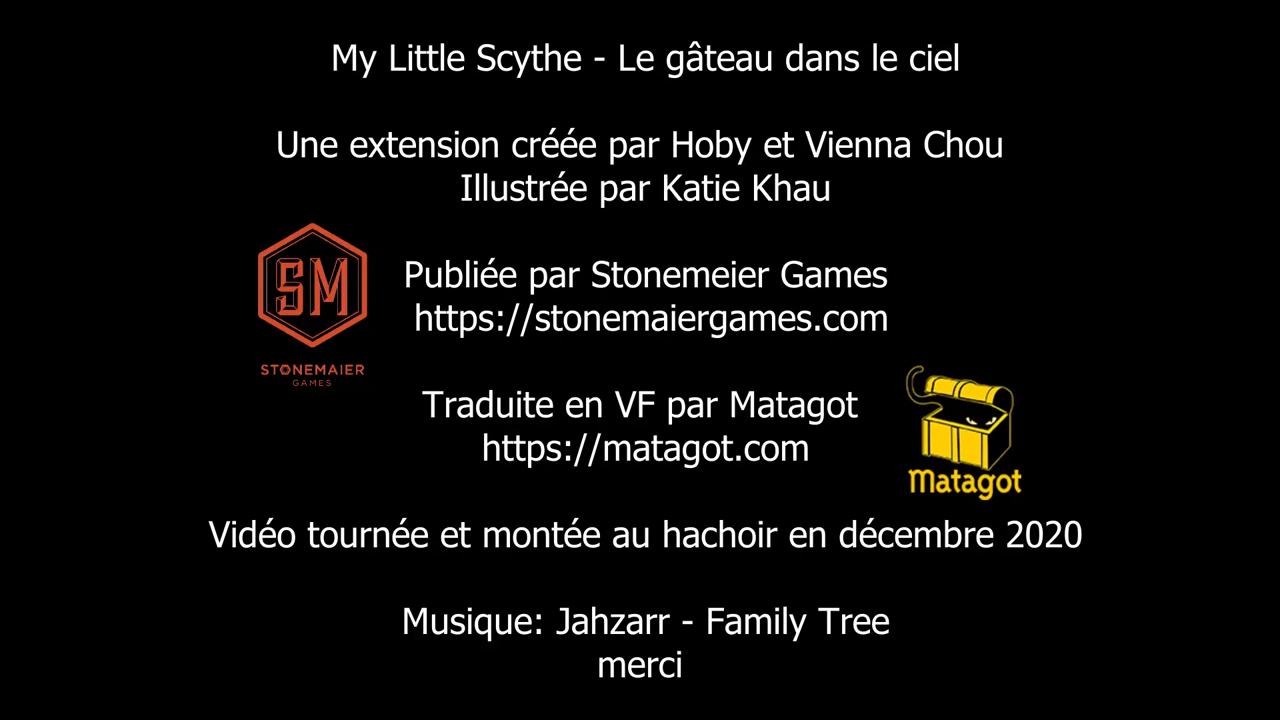 My Little Scythe - Le gâteau dans le ciel
Une extension créée par Hoby et Vienna Chou
Illustrée par Katie Khau
SM
STONEMAIER
GAMES
Publiée par Stonemeier Games
https://stonemaiergames.com
Traduite en VF par Matagot
https://matagot.com
Matagot
Vidéo tournée et montée au hachoir en décembre 2020
Musique: Jahzarr - Family Tree
merci